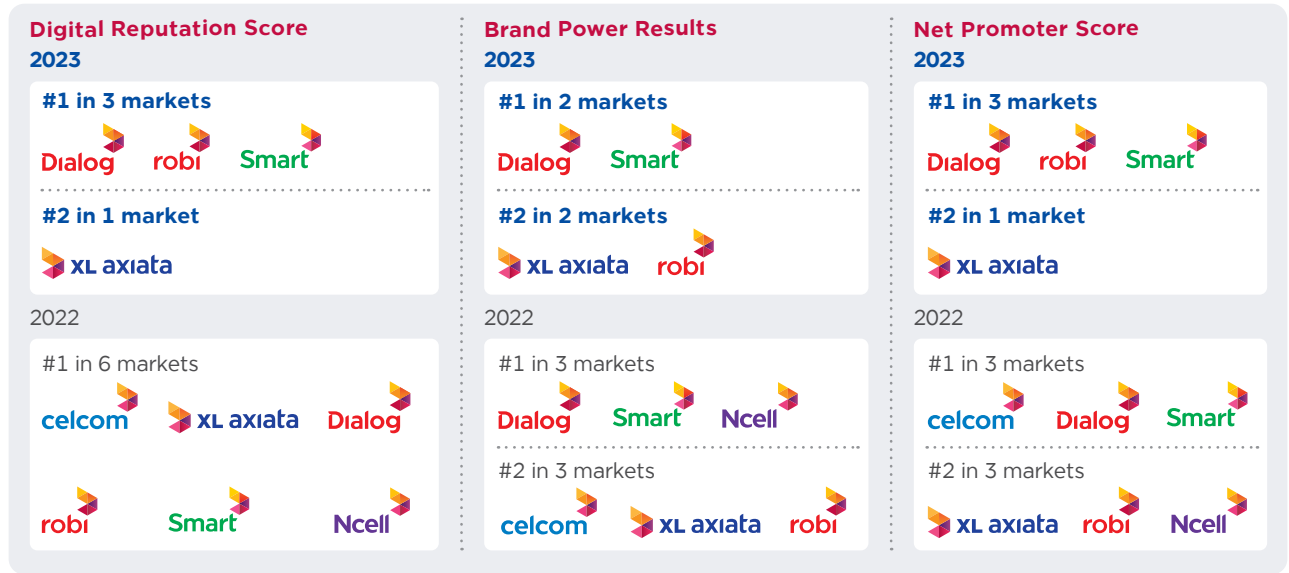 Digital Reputation Score
2023
#1 in 3 markets
Dialog robi Smart
#2 in 1 market
XL axiata
2022
#1 in 6 markets
celcom XL axiata Dialog
robi Smart Ncell
Brand Power Results
2023
#1 in 2 markets
Dialog Smart
#2 in 2 markets
XL axiata robi
2022
#1 in 3 markets
Dialog Smart Ncell
#2 in 3 markets
celcom XL axiata robi
Net Promoter Score
2023
#1 in 3 markets
Dialog robi Smart
#2 in 1 market
XL axiata
2022
#1 in 3 markets
celcom Dialog Smart
#2 in 3 markets
XL axiata robi Ncell